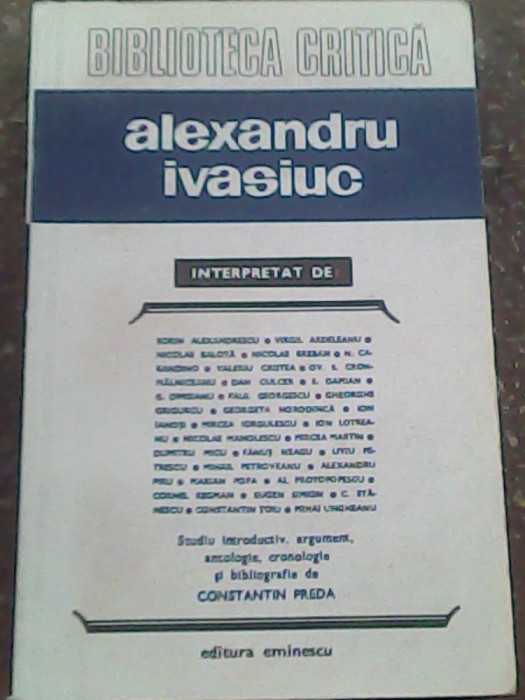 BIBLIOTECA CRITICĂ
alexandru
ivasiuc
INTERPRETAT DE
SORIN ALEXANDRESCU • VIRGIL ARDELEANU •
NICOLAE BALOTĂ • NICOLAE BREBAN • N. CA-
RANDINO • VALERIU CRISTEA • OV. S. CROH-
MĂLNICEANU • DAN CULCER • S. DAMIAN •
G. DIMISIANU • PAUL GEORGESCU • GHEORGHE
GRIGURCU • GEORGETA HORODINCĂ • ION
IANOȘI • MIRCEA IORGULESCU • ION LOTREA-
NU • NICOLAE MANOLESCU • MIRCEA MARTIN •
DUMITRU MICU • FĂNUȘ NEAGU • LIVIU PE-
TRESCU • MIHAIL PETROVEANU • ALEXANDRU
PIRU • MARIAN POPA • AL. PROTOPOPESCU •
CORNEL REGMAN • EUGEN SIMION • C. STĂ-
NESCU • CONSTANTIN ȚOIU • MIHAI UNGHEANU
Studiu introductiv, argument,
antologie, cronologie
și bibliografie de
CONSTANTIN PREDA
editura eminescu